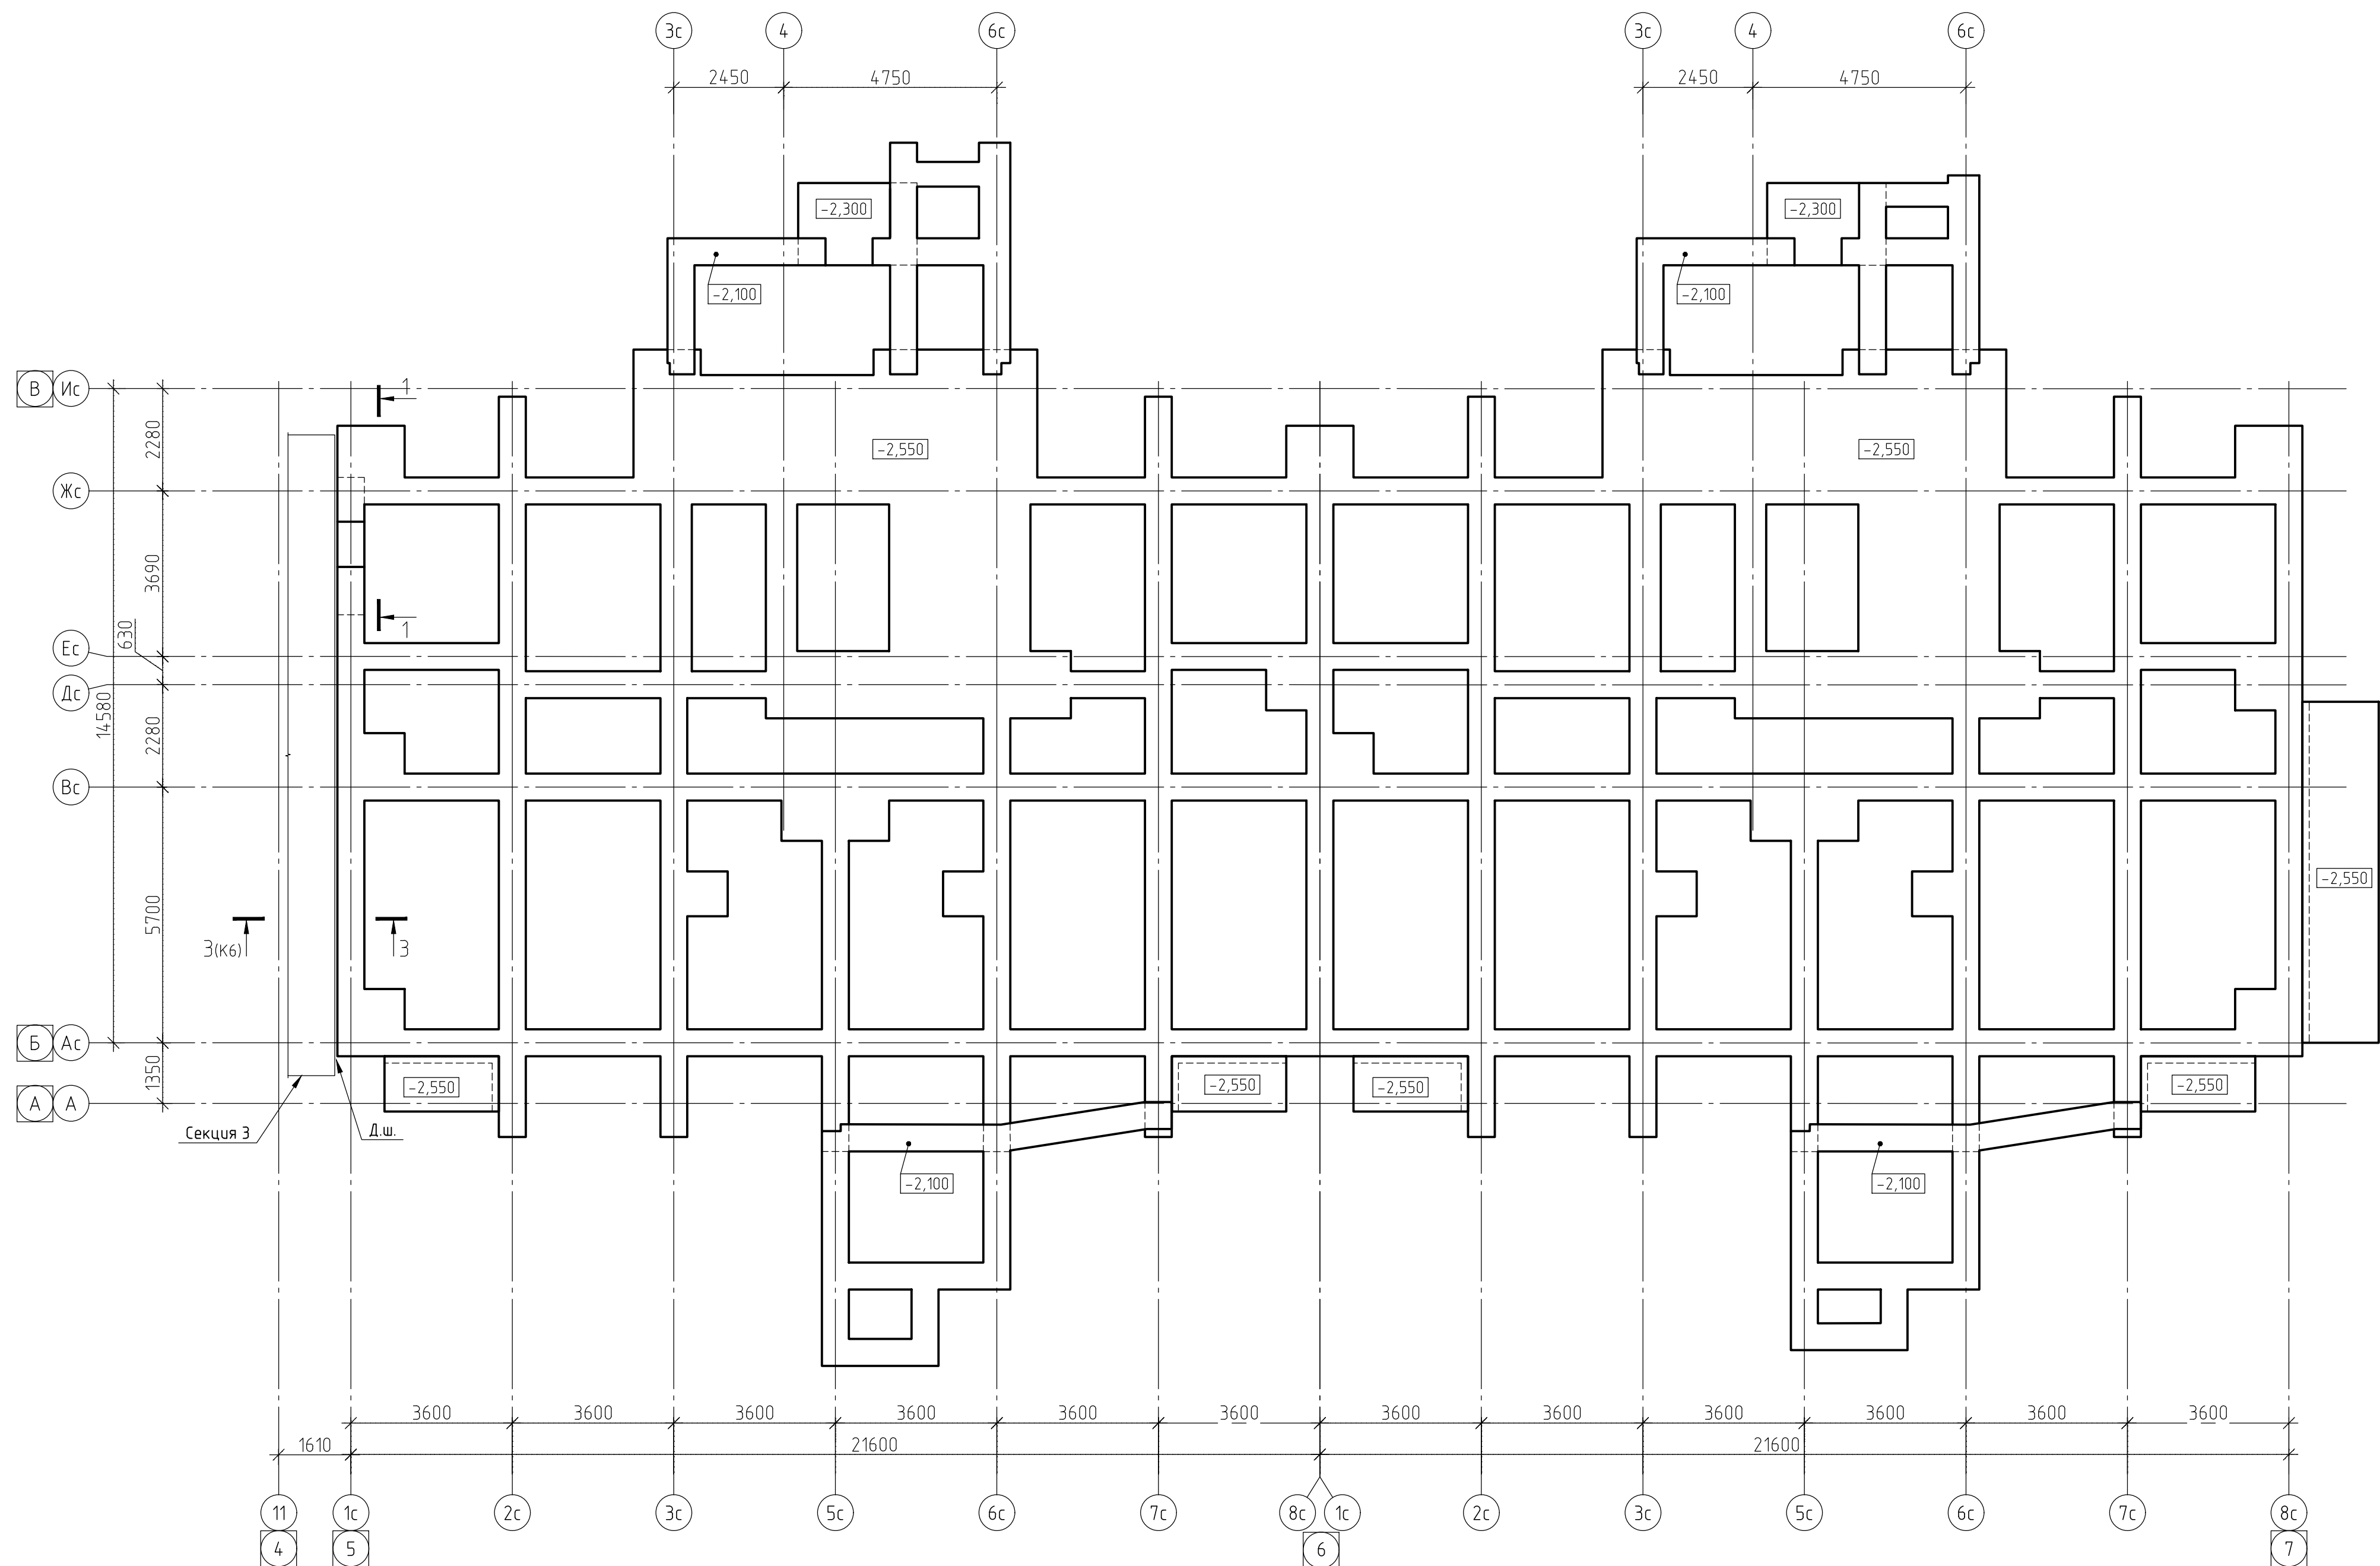 3с 4 6с 3с 4 6с
2450 4750 2450 4750
-2,300 -2,300
-2,100 -2,100
В Ис 1
2280 -2,550 -2,550
Жс
3690
1
630
Ес
Дс
14580
2280
Вс
-2,550
5700
3(К6) 3
Б Ас
1350
-2,550 -2,550 -2,550 -2,550
А А
Секция 3 Д.ш.
-2,100 -2,100
3600 3600 3600 3600 3600 3600 3600 3600 3600 3600 3600 3600
1610 21600 21600
11 1с 2с 3с 5с 6с 7с 8с 1с 2с 3с 5с 6с 7с 8с
4 5 6 7